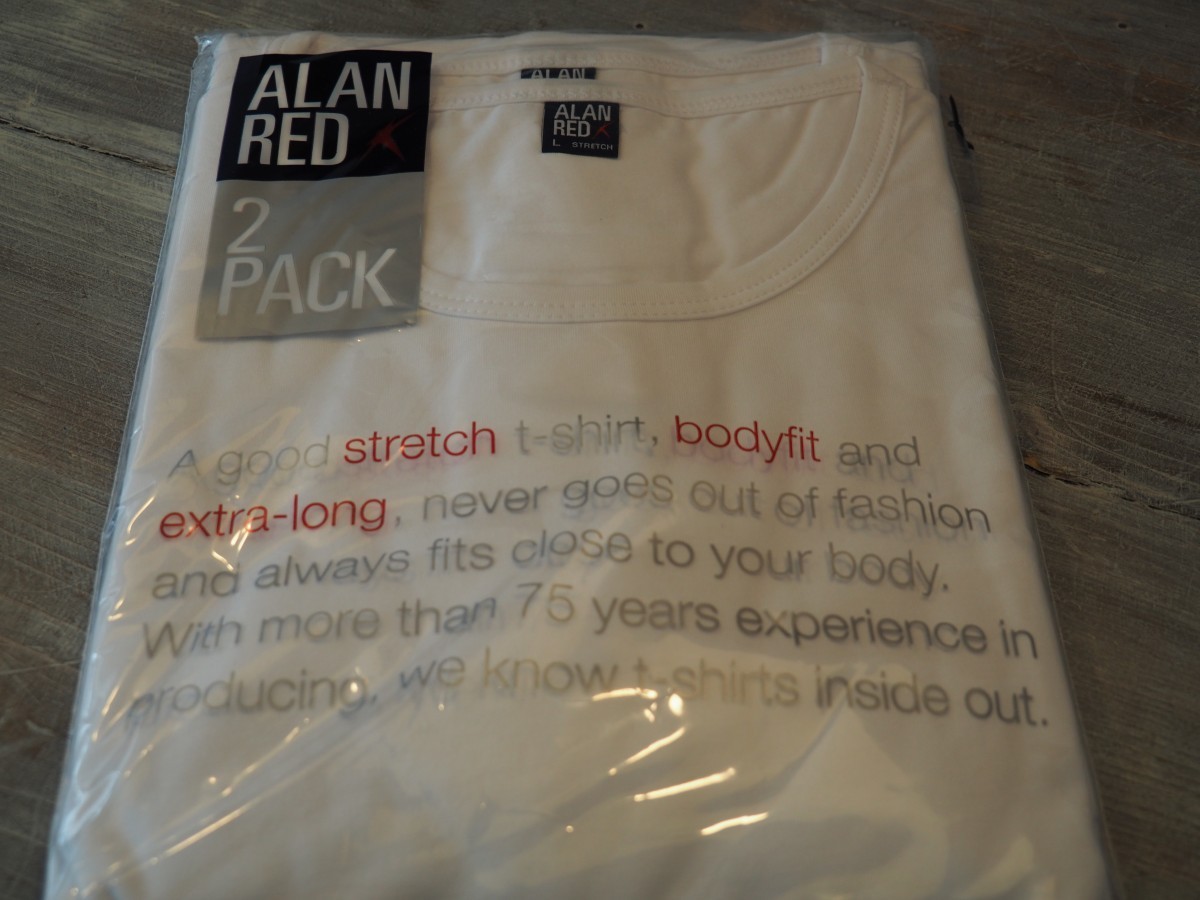 ALAN
RED
2
PACK
ALAN
ALAN
RED
L STRETCH
A good stretch t-shirt, bodyfit and
extra-long, never goes out of fashion
and always fits close to your body.
With more than 75 years experience in
producing, we know t-shirts inside out.